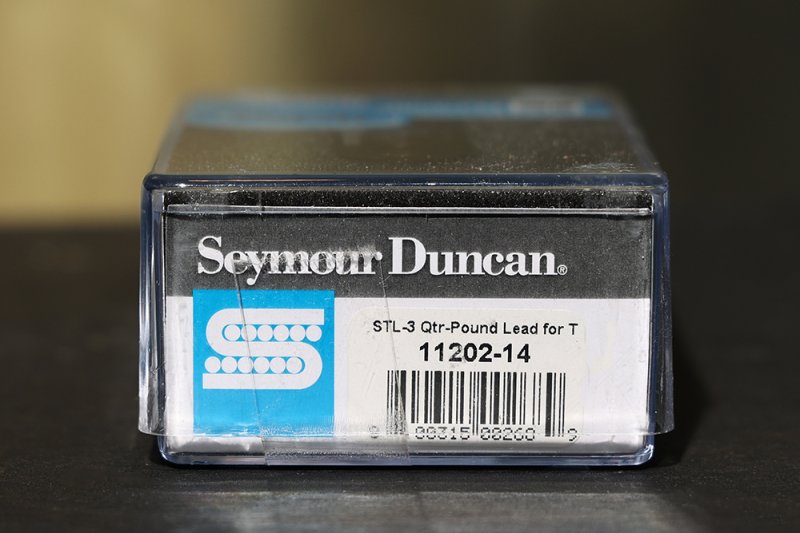 Seymour Duncan®
STL-3 Qtr-Pound Lead for T
11202-14